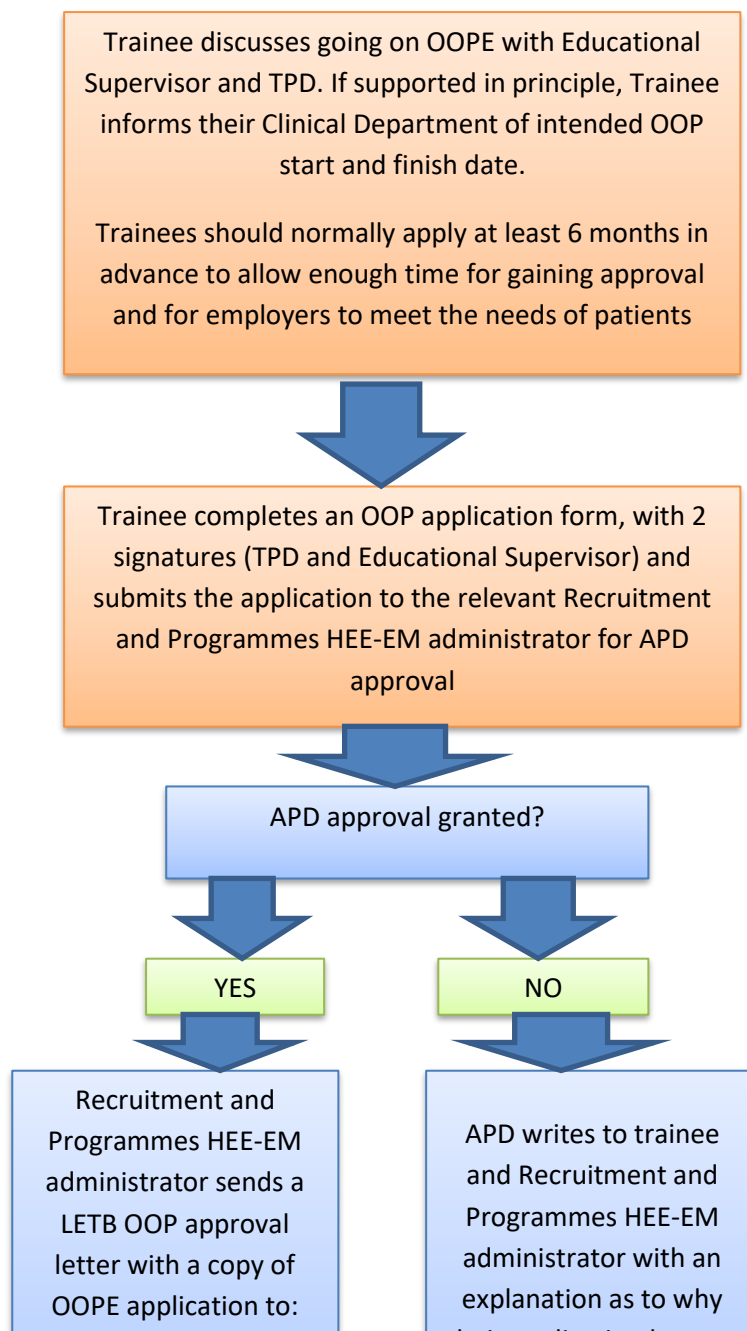 Trainee discusses going on OOPE with Educational
Supervisor and TPD. If supported in principle, Trainee
informs their Clinical Department of intended OOP
start and finish date.
Trainees should normally apply at least 6 months in
advance to allow enough time for gaining approval
and for employers to meet the needs of patients
Trainee completes an OOP application form, with 2
signatures (TPD and Educational Supervisor) and
submits the application to the relevant Recruitment
and Programmes HEE-EM administrator for APD
approval
APD approval granted?
YES
NO
Recruitment and
Programmes HEE-EM
administrator sends a
LETB OOP approval
letter with a copy of
OOPE application to:
APD writes to trainee
and Recruitment and
Programmes HEE-EM
administrator with an
explanation as to why